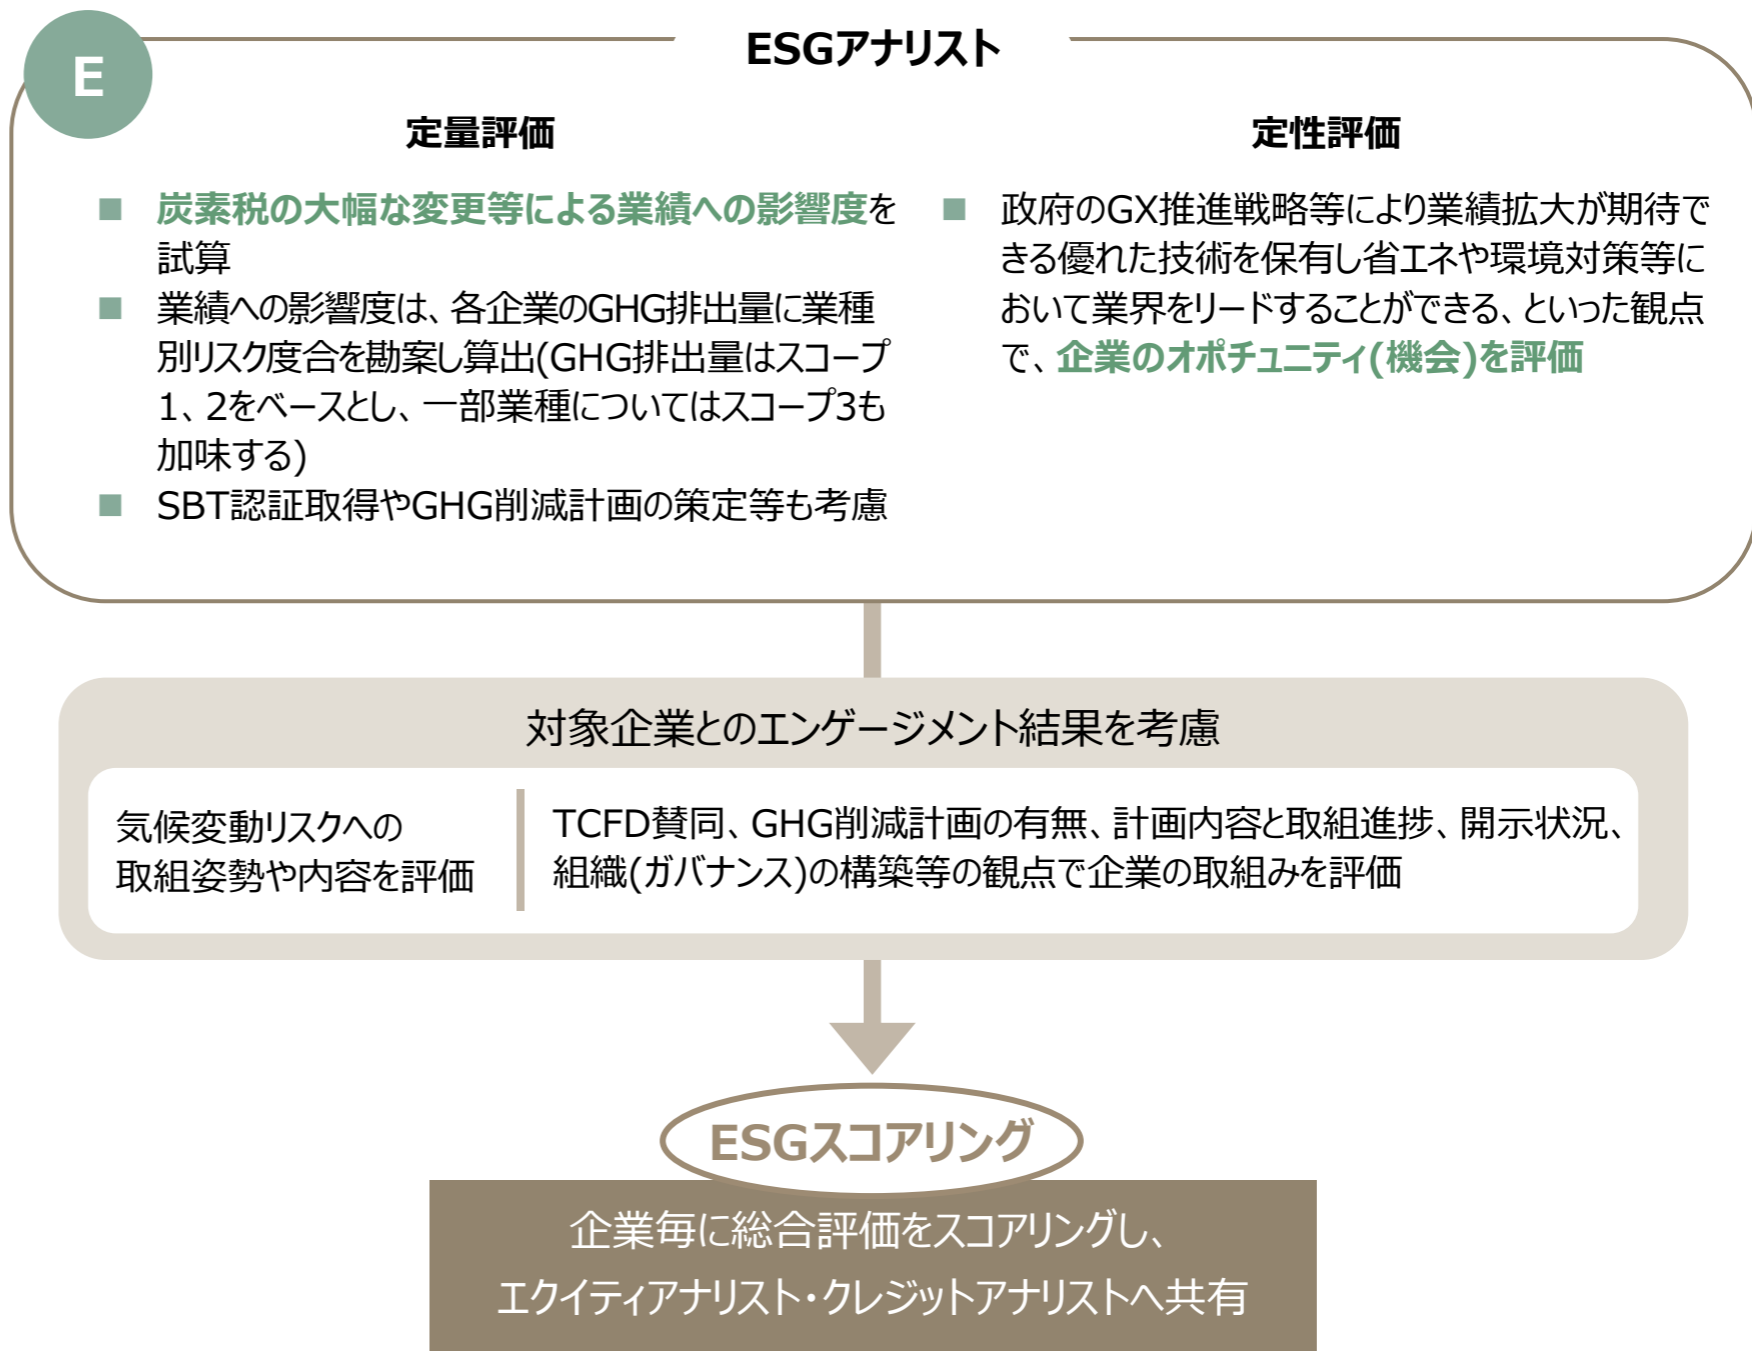 E
ESGアナリスト
定量評価
■ 炭素税の大幅な変更等による業績への影響度を
試算
■ 業績への影響度は、各企業のGHG排出量に業種
別リスク度合を勘案し算出(GHG排出量はスコープ
1、2をベースとし、一部業種についてはスコープ3も
加味する)
■ SBT認証取得やGHG削減計画の策定等も考慮
定性評価
■ 政府のGX推進戦略等により業績拡大が期待で
きる優れた技術を保有し省エネや環境対策等に
おいて業界をリードすることができる、といった観点
で、企業のオポチュニティ(機会)を評価
対象企業とのエンゲージメント結果を考慮
気候変動リスクへの
取組姿勢や内容を評価
TCFD賛同、GHG削減計画の有無、計画内容と取組進捗、開示状況、
組織(ガバナンス)の構築等の観点で企業の取組みを評価
ESGスコアリング
企業毎に総合評価をスコアリングし、
エクイティアナリスト・クレジットアナリストへ共有